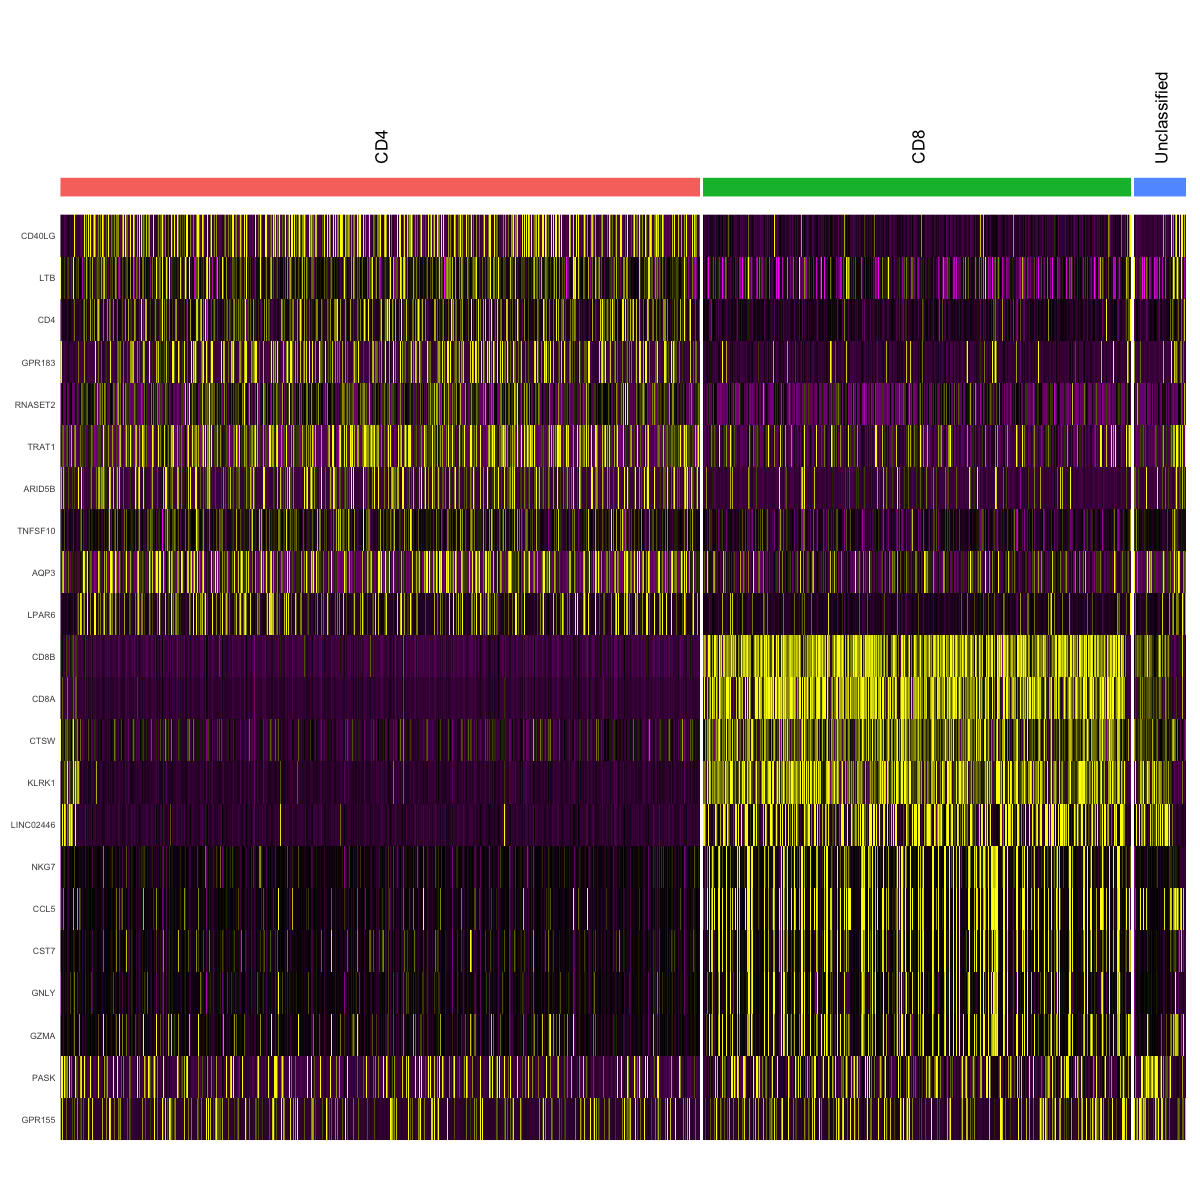 CD4
CD8
Unclassified
CD40LG
LTB
CD4
GPR183
RNASET2
TRAT1
ARID5B
TNFSF10
AQP3
LPAR6
CD8B
CD8A
CTSW
KLRK1
LINC02446
NKG7
CCL5
CST7
GNLY
GZMA
PASK
GPR155